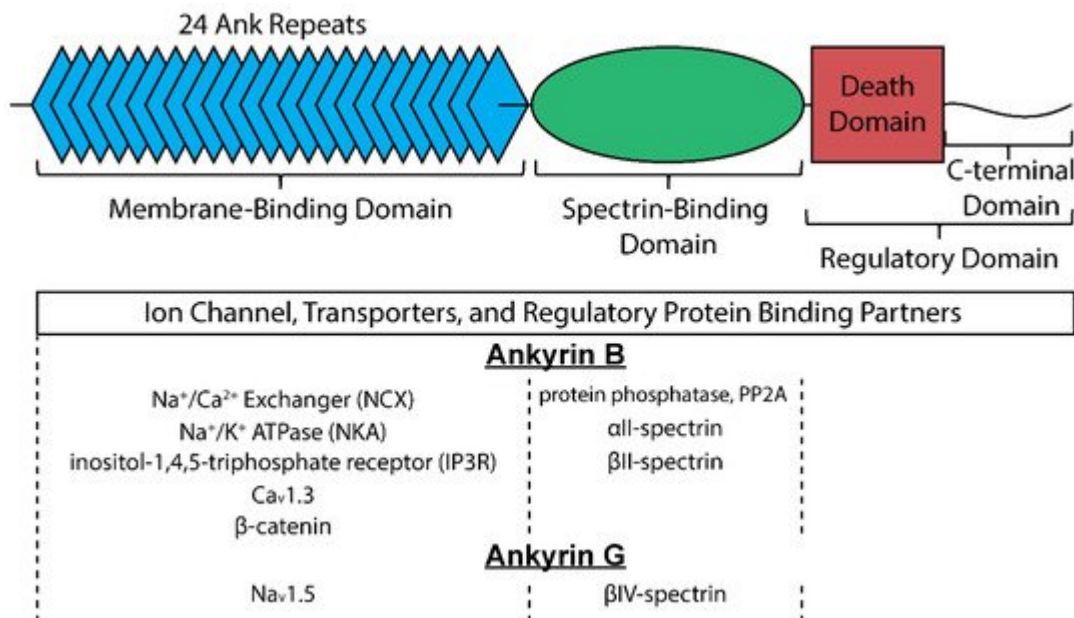 24 Ank Repeats
Death
Domain
C-terminal
Domain
Membrane-Binding Domain
Spectrin-Binding
Domain
Regulatory Domain
Ion Channel, Transporters, and Regulatory Protein Binding Partners
Ankyrin B
Na⁺/Ca²⁺ Exchanger (NCX)
protein phosphatase, PP2A
Na⁺/K⁺ ATPase (NKA)
αII-spectrin
inositol-1,4,5-triphosphate receptor (IP3R)
βII-spectrin
Caᵥ1.3
β-catenin
Ankyrin G
Naᵥ1.5
βIV-spectrin